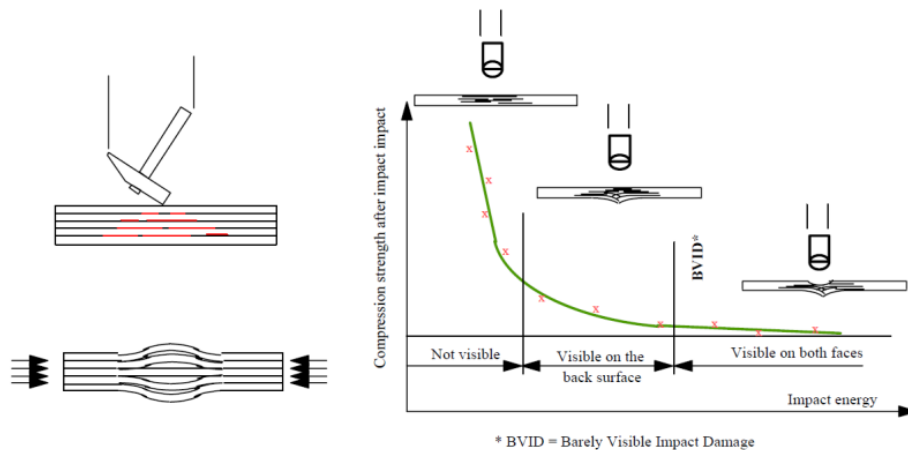 Compression strength after impact impact
BVID*
Not visible
Visible on the
back surface
Visible on both faces
Impact energy
* BVID = Barely Visible Impact Damage
x
x
x
x
x
x
x
x
x
x